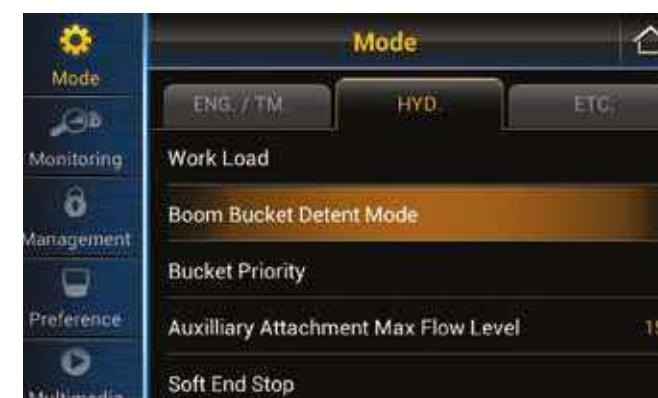 Mode
Mode
ENG. / TM.
HYD.
ETC.
Monitoring
Work Load
Management
Boom Bucket Detent Mode
Bucket Priority
Preference
Auxilliary Attachment Max Flow Level
Soft End Stop
Multimedia